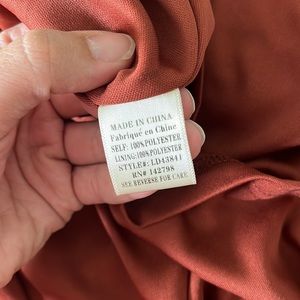 MADE IN CHINA
Fabriqué en Chine
SELF: 100% POLYESTER
LINING: 100% POLYESTER
STYLE#: LD43841
RN# 142798
SEE REVERSE FOR CARE